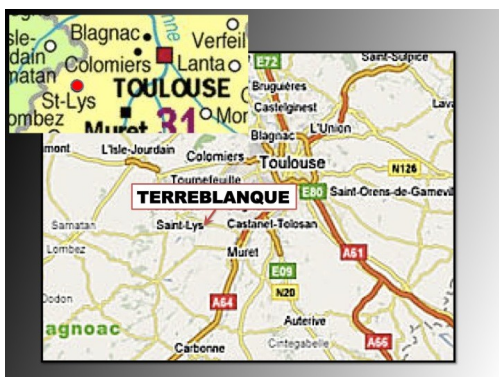 Blagnac
Verfeil
Colomiers
Lanta
TOULOUSE
St-Lys
Muret
31
E72
Saint-Sulpice
Bruguières
Castelginest
L'Union
Blagnac
L'Isle-Jourdain
Colomiers
Toulouse
N126
Tournefeuille
TERREBLANQUE
E80
Saint-Orens-de-Gamevil
Samatan
Saint-Lys
Castanet-Tolosan
Lombez
Muret
A61
E09
A64
N20
agnoac
Auterive
Cintegabelle
Carbonne
A66